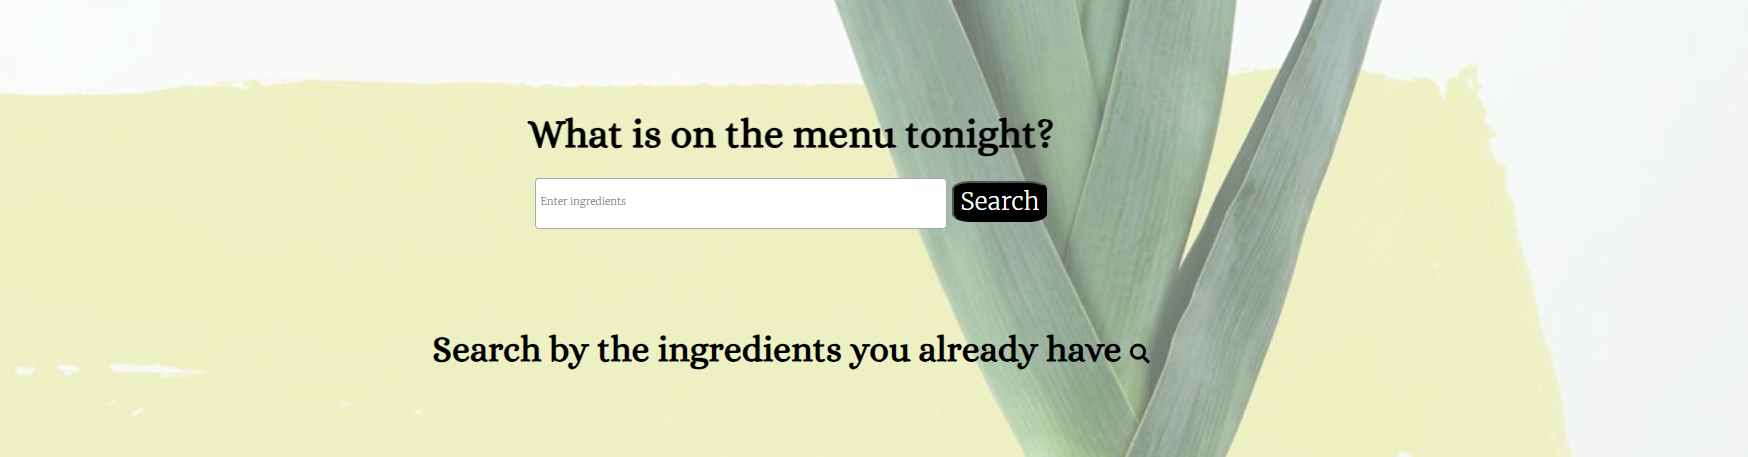 What is on the menu tonight?
Enter ingredients Search
Search by the ingredients you already have